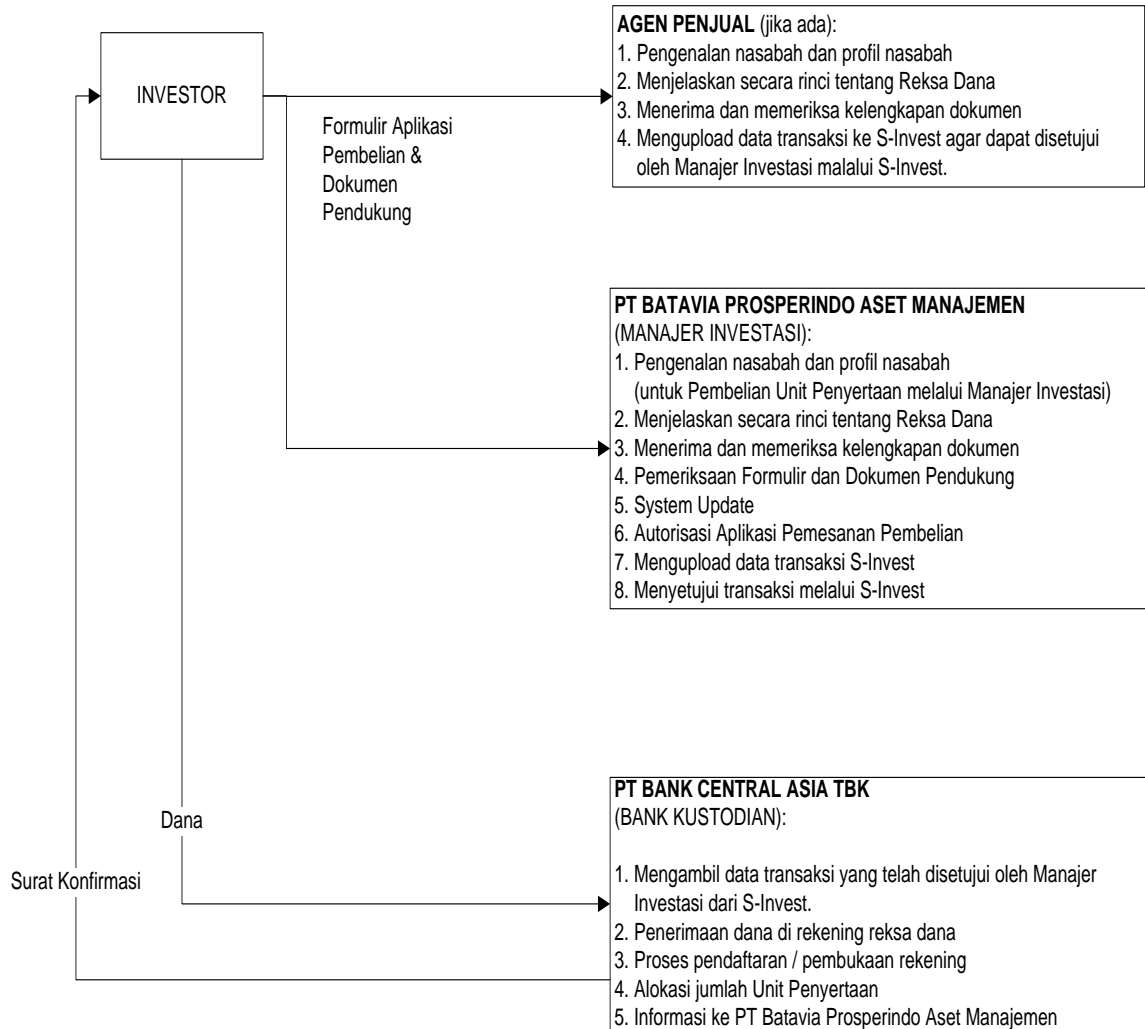 INVESTOR
Formulir Aplikasi
Pembelian &
Dokumen
Pendukung
AGEN PENJUAL (jika ada):
1. Pengenalan nasabah dan profil nasabah
2. Menjelaskan secara rinci tentang Reksa Dana
3. Menerima dan memeriksa kelengkapan dokumen
4. Mengupload data transaksi ke S-Invest agar dapat disetujui
oleh Manajer Investasi malalui S-Invest.
PT BATAVIA PROSPERINDO ASET MANAJEMEN
(MANAJER INVESTASI):
1. Pengenalan nasabah dan profil nasabah
(untuk Pembelian Unit Penyertaan melalui Manajer Investasi)
2. Menjelaskan secara rinci tentang Reksa Dana
3. Menerima dan memeriksa kelengkapan dokumen
4. Pemeriksaan Formulir dan Dokumen Pendukung
5. System Update
6. Autorisasi Aplikasi Pemesanan Pembelian
7. Mengupload data transaksi S-Invest
8. Menyetujui transaksi melalui S-Invest
Dana
Surat Konfirmasi
PT BANK CENTRAL ASIA TBK
(BANK KUSTODIAN):
1. Mengambil data transaksi yang telah disetujui oleh Manajer
Investasi dari S-Invest.
2. Penerimaan dana di rekening reksa dana
3. Proses pendaftaran / pembukaan rekening
4. Alokasi jumlah Unit Penyertaan
5. Informasi ke PT Batavia Prosperindo Aset Manajemen